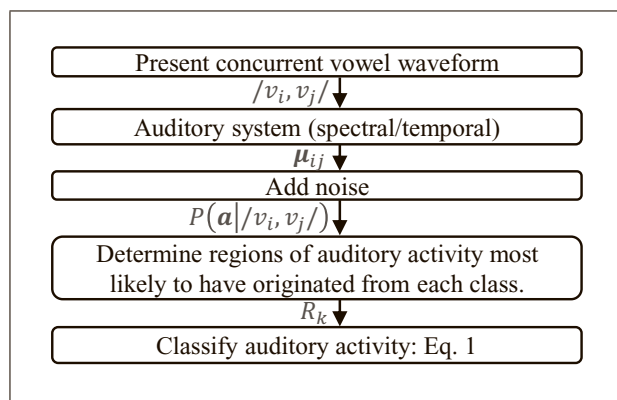 Present concurrent vowel waveform
/v_i, v_j/
Auditory system (spectral/temporal)
μ_ij
Add noise
P(a|/v_i, v_j/)
Determine regions of auditory activity most
likely to have originated from each class.
R_k
Classify auditory activity: Eq. 1